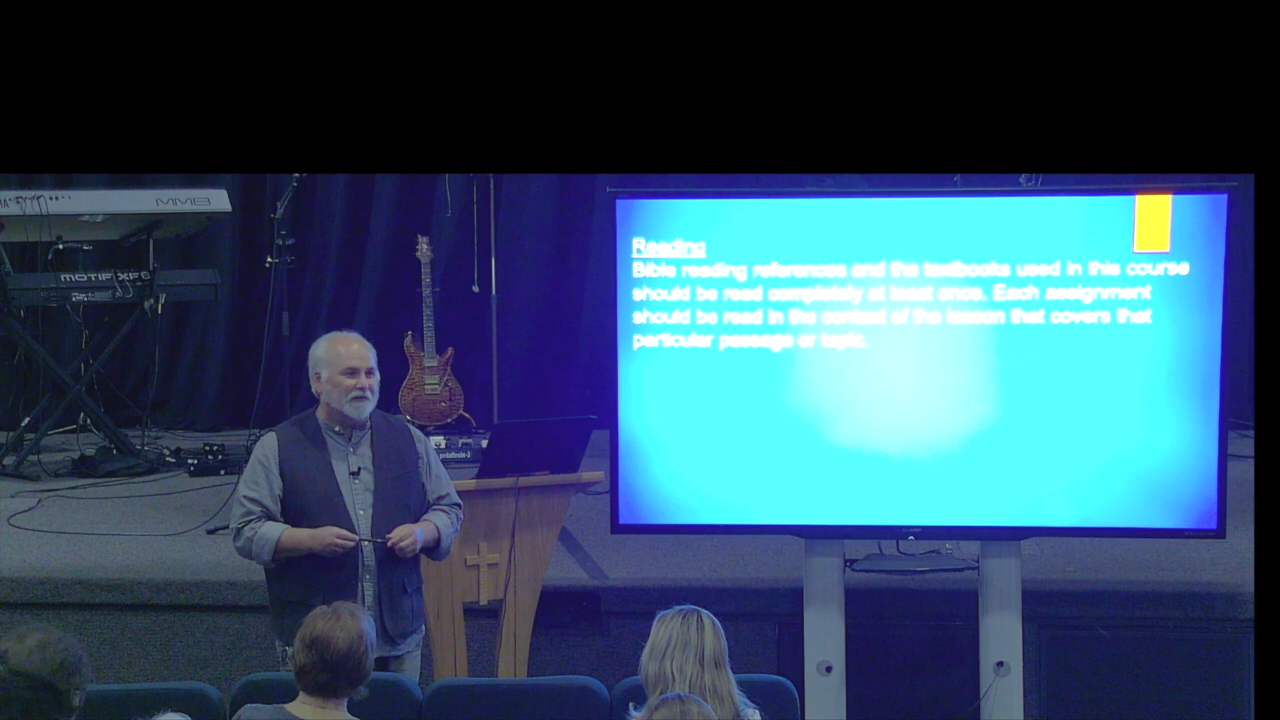 MM8
MOTIF XF6
Reading
Bible reading references and the textbooks used in this course
should be read completely at least once. Each assignment
should be read in the context of the lesson that covers that
particular passage or topic.